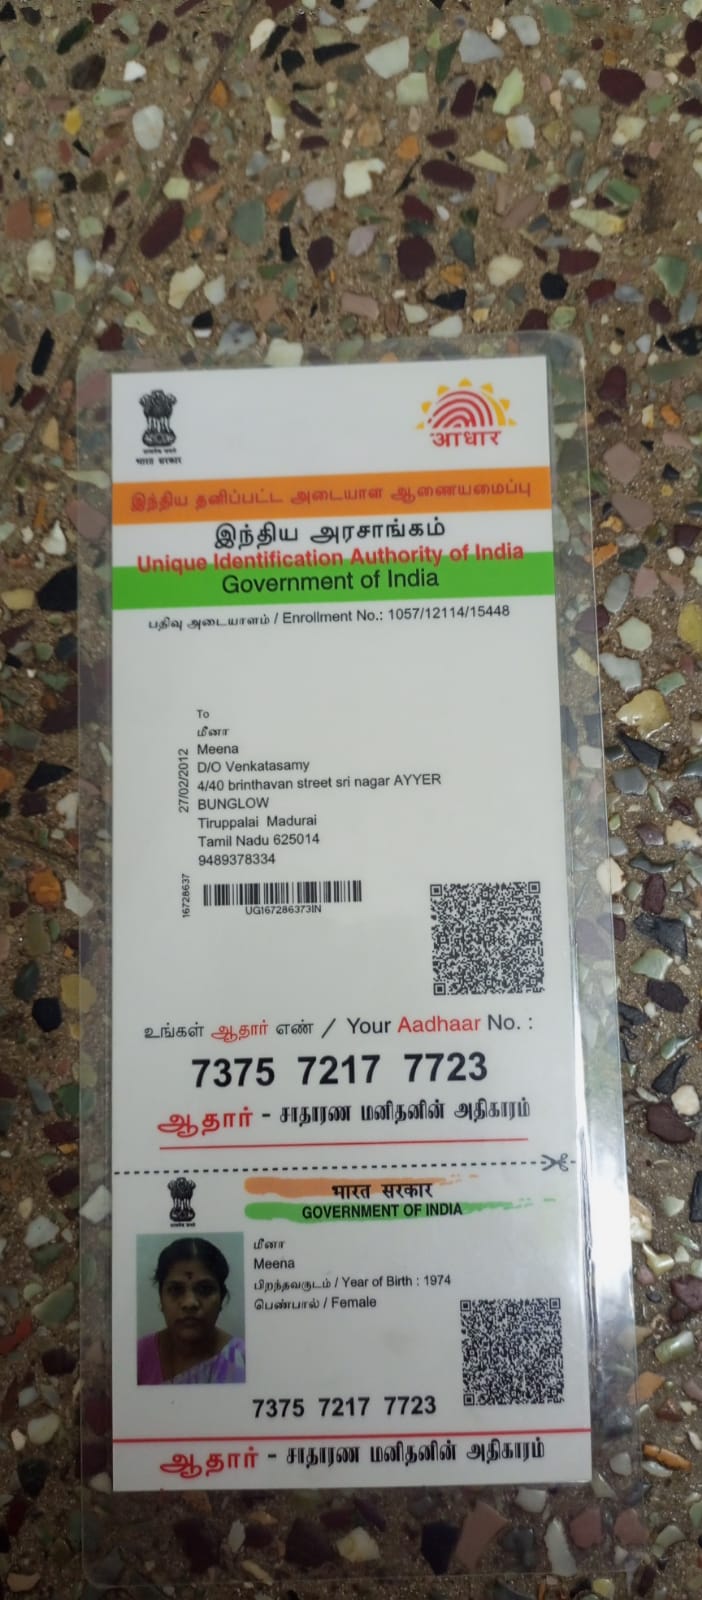 भारत सरकार
आधार
இந்திய தனிப்பட்ட அடையாள ஆணையமைப்பு
இந்திய அரசாங்கம்
Unique Identification Authority of India
Government of India
பதிவு அடையாளம் / Enrollment No.: 1057/12114/15448
To
மீனா
Meena
D/O Venkatasamy
4/40 brinthavan street sri nagar AYYER
BUNGLOW
Tiruppalai Madurai
Tamil Nadu 625014
9489378334
27/02/2012
16728637
UG167286373IN
உங்கள் ஆதார் எண் / Your Aadhaar No. :
7375 7217 7723
ஆதார் - சாதாரண மனிதனின் அதிகாரம்
भारत सरकार
GOVERNMENT OF INDIA
மீனா
Meena
பிறந்தவருடம் / Year of Birth : 1974
பெண்பால் / Female
7375 7217 7723
ஆதார் - சாதாரண மனிதனின் அதிகாரம்